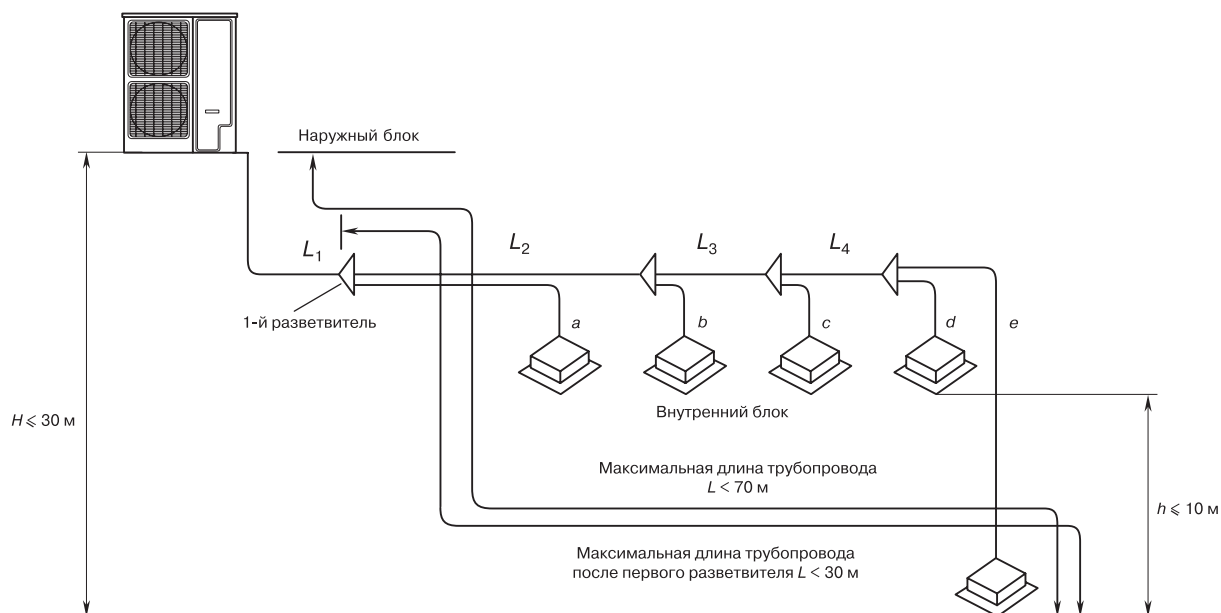 Наружный блок
L1
L2
L3
L4
1-й разветвитель
a
b
c
d
e
Внутренний блок
H ⩽ 30 м
Максимальная длина трубопровода
L < 70 м
h ⩽ 10 м
Максимальная длина трубопровода
после первого разветвителя L < 30 м